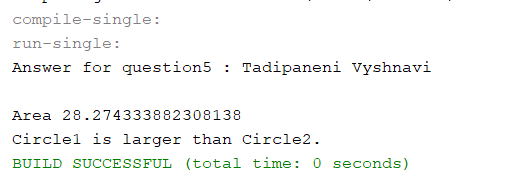 compile-single:
run-single:
Answer for question5 : Tadipaneni Vyshnavi
Area 28.274333882308138
Circle1 is larger than Circle2.
BUILD SUCCESSFUL (total time: 0 seconds)